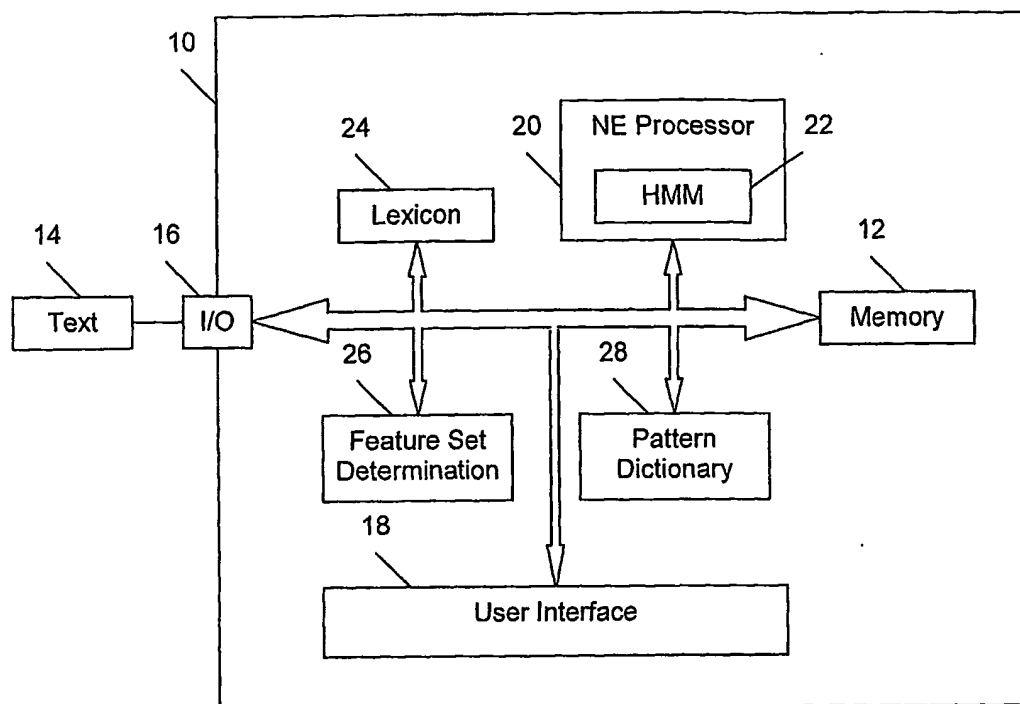 10
24
20
NE Processor
22
HMM
Lexicon
14
16
12
Text
I/O
Memory
26
28
Feature Set
Determination
Pattern
Dictionary
18
User Interface